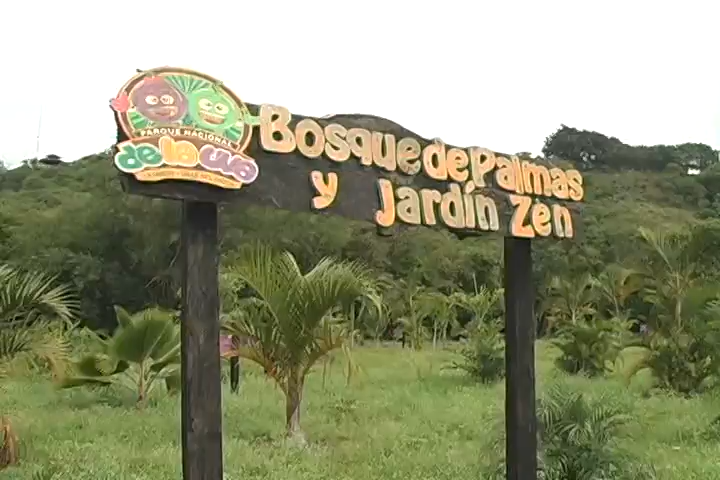 PARQUE NACIONAL
de la uva
Bosque de Palmas
y Jardín Zen